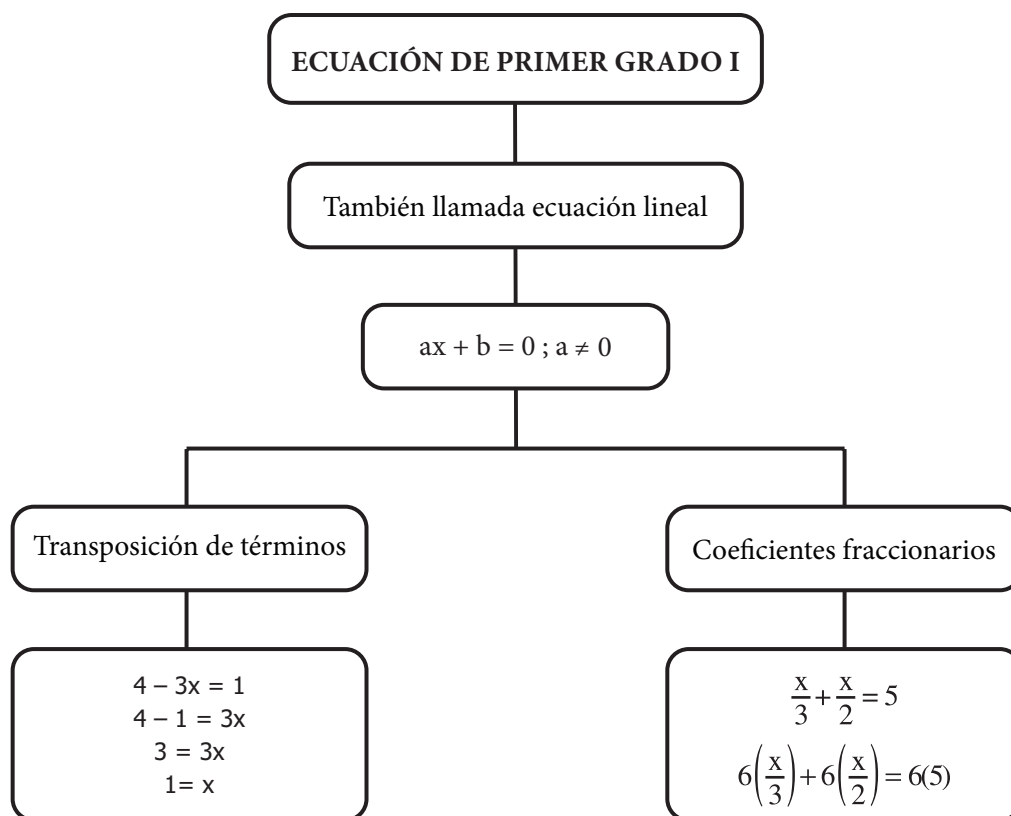 ECUACIÓN DE PRIMER GRADO I
También llamada ecuación lineal
ax + b = 0 ; a ≠ 0
Transposición de términos
Coeficientes fraccionarios
4 – 3x = 1
4 – 1 = 3x
3 = 3x
1= x
x/3 + x/2 = 5
6(x/3) + 6(x/2) = 6(5)